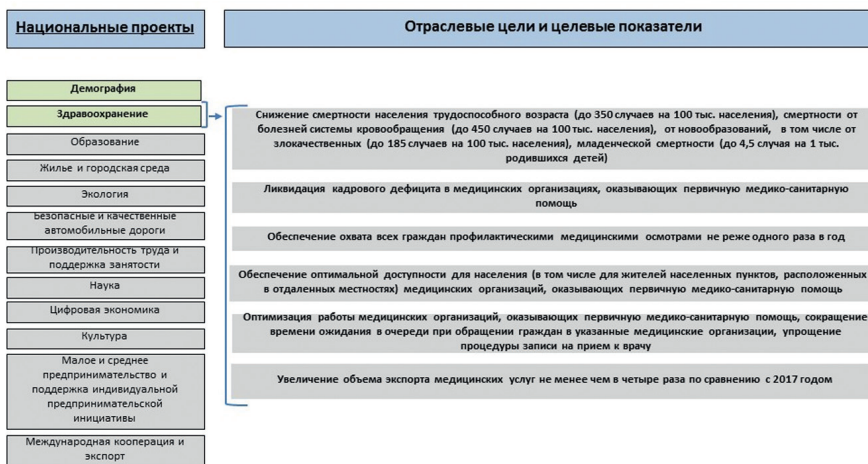 Национальные проекты
Отраслевые цели и целевые показатели
Демография
Здравоохранение
Образование
Жилье и городская среда
Экология
Безопасные и качественные
автомобильные дороги
Производительность труда и
поддержка занятости
Наука
Цифровая экономика
Культура
Малое и среднее
предпринимательство и
поддержка индивидуальной
предпринимательской
инициативы
Международная кооперация и
экспорт
Снижение смертности населения трудоспособного возраста (до 350 случаев на 100 тыс. населения), смертности от
болезней системы кровообращения (до 450 случаев на 100 тыс. населения), от новообразований, в том числе от
злокачественных (до 185 случаев на 100 тыс. населения), младенческой смертности (до 4,5 случая на 1 тыс.
родившихся детей)
Ликвидация кадрового дефицита в медицинских организациях, оказывающих первичную медико-санитарную
помощь
Обеспечение охвата всех граждан профилактическими медицинскими осмотрами не реже одного раза в год
Обеспечение оптимальной доступности для населения (в том числе для жителей населенных пунктов, расположенных
в отдаленных местностях) медицинских организаций, оказывающих первичную медико-санитарную помощь
Оптимизация работы медицинских организаций, оказывающих первичную медико-санитарную помощь, сокращение
времени ожидания в очереди при обращении граждан в указанные медицинские организации, упрощение
процедуры записи на прием к врачу
Увеличение объема экспорта медицинских услуг не менее чем в четыре раза по сравнению с 2017 годом